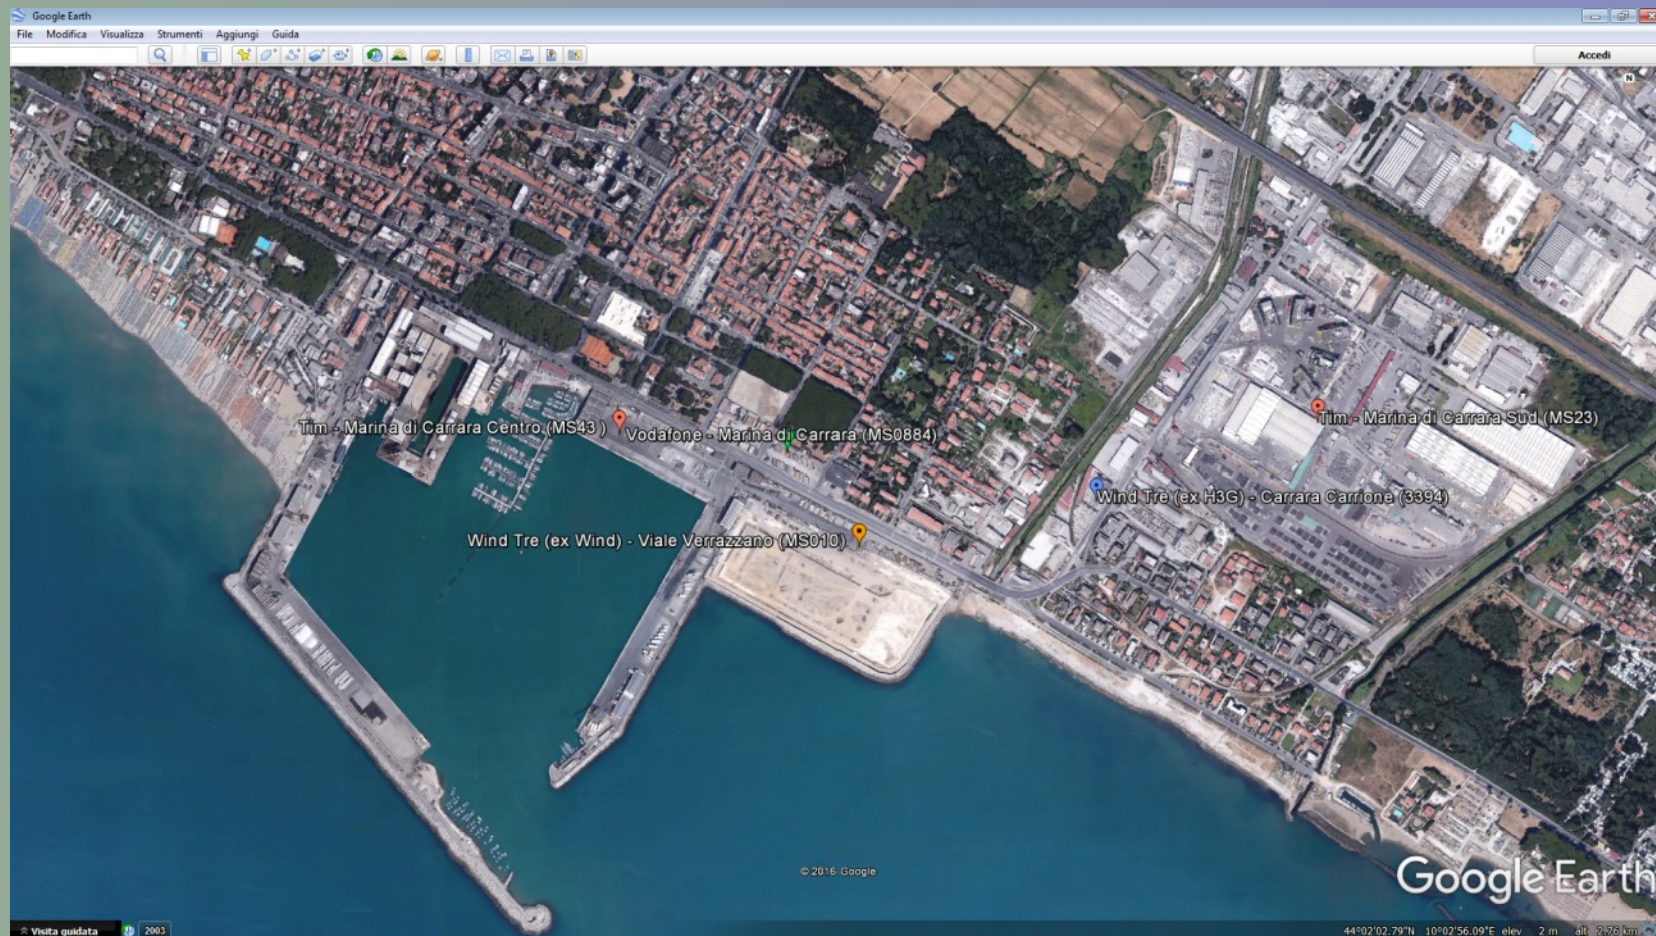 Google Earth
File Modifica Visualizza Strumenti Aggiungi Guida
Accedi
N
Tim - Marina di Carrara Centro (MS43 )
Vodafone - Marina di Carrara (MS0884)
Tim - Marina di Carrara Sud (MS23)
Wind Tre (ex H3G) - Carrara Carrione (3394)
Wind Tre (ex Wind) - Viale Verrazzano (MS010)
© 2016 Google
Google Earth
Visita guidata 2003
44°02'02.79"N 10°02'56.09"E elev 2 m alt 2.76 km